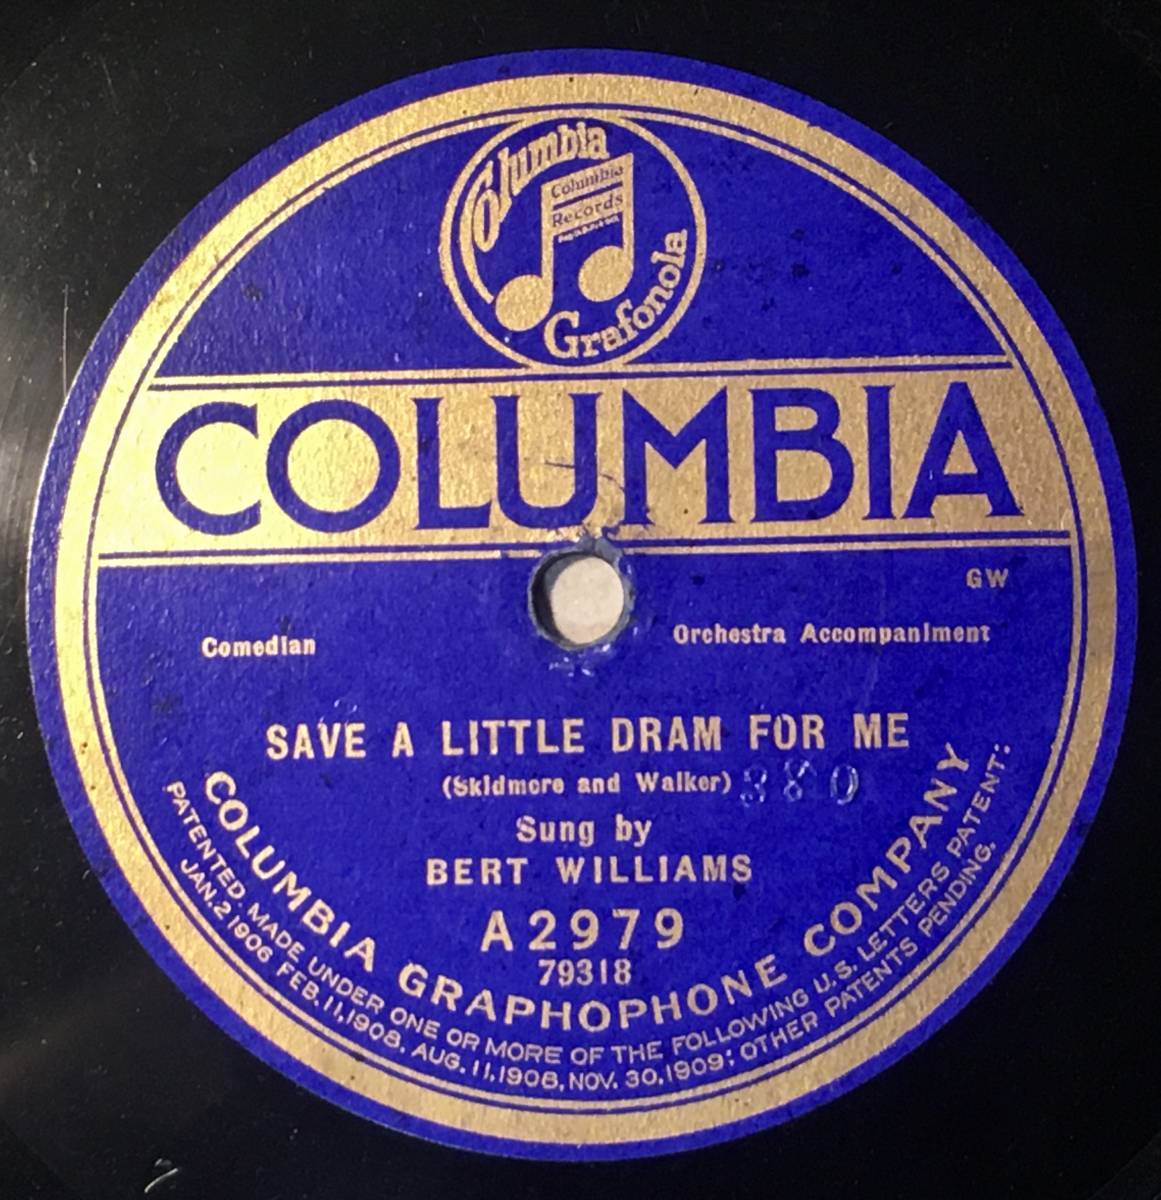 Columbia
Columbia
Records
Grafonola
COLUMBIA
GW
Comedian
Orchestra Accompaniment
SAVE A LITTLE DRAM FOR ME
(Skidmore and Walker) 380
Sung by
BERT WILLIAMS
A2979
79318
COLUMBIA GRAPHOPHONE COMPANY
PATENTED, MADE UNDER ONE OR MORE OF THE FOLLOWING U.S. LETTERS PATENT:
JAN. 2 1906 FEB. 11, 1908, AUG. 11, 1908, NOV. 30, 1909; OTHER PATENTS PENDING.